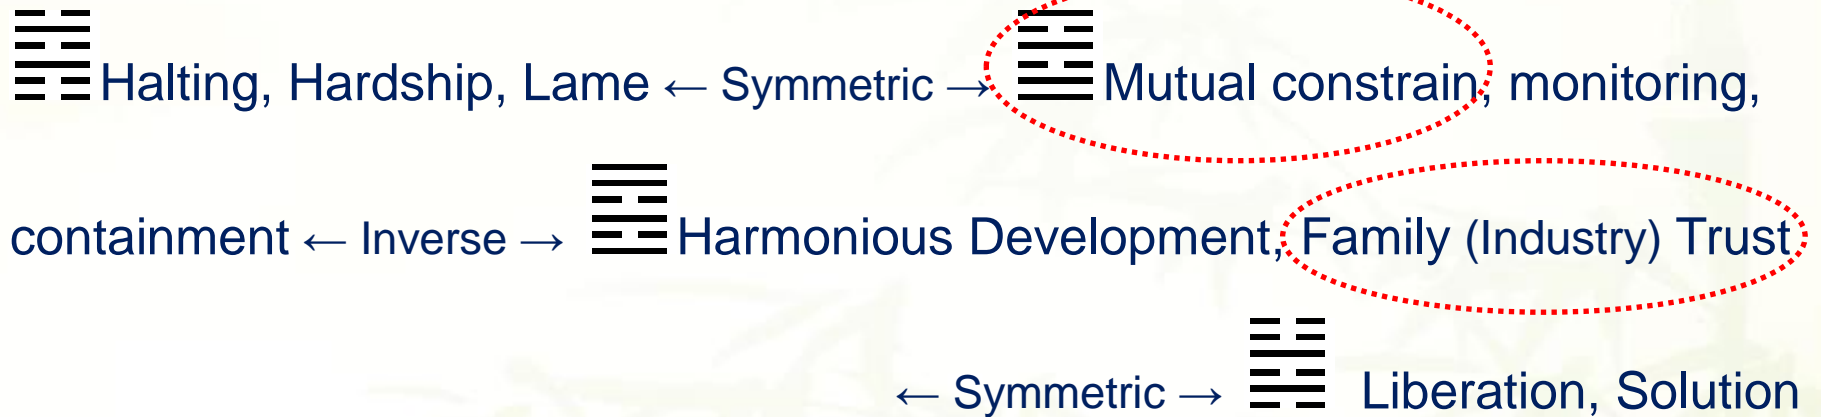 ䷦ Halting, Hardship, Lame ← Symmetric → ䷥ Mutual constrain, monitoring,
containment ← Inverse → ䷤ Harmonious Development, Family (Industry) Trust
← Symmetric → ䷧ Liberation, Solution